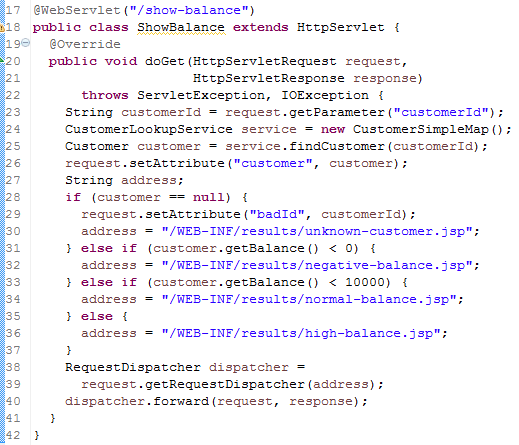 17 @WebServlet("/show-balance")
18 public class ShowBalance extends HttpServlet {
19 @Override
20 public void doGet(HttpServletRequest request,
21 HttpServletResponse response)
22 throws ServletException, IOException {
23 String customerId = request.getParameter("customerId");
24 CustomerLookupService service = new CustomerSimpleMap();
25 Customer customer = service.findCustomer(customerId);
26 request.setAttribute("customer", customer);
27 String address;
28 if (customer == null) {
29 request.setAttribute("badId", customerId);
30 address = "/WEB-INF/results/unknown-customer.jsp";
31 } else if (customer.getBalance() < 0) {
32 address = "/WEB-INF/results/negative-balance.jsp";
33 } else if (customer.getBalance() < 10000) {
34 address = "/WEB-INF/results/normal-balance.jsp";
35 } else {
36 address = "/WEB-INF/results/high-balance.jsp";
37 }
38 RequestDispatcher dispatcher =
39 request.getRequestDispatcher(address);
40 dispatcher.forward(request, response);
41 }
42 }